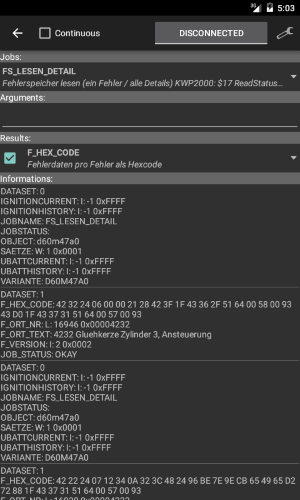 3G 5:03
Continuous DISCONNECTED
Jobs:
FS_LESEN_DETAIL
Fehlerspeicher lesen (ein Fehler / alle Details) KWP2000: $17 ReadStatus...
Arguments:
Results:
F_HEX_CODE
Fehlerdaten pro Fehler als Hexcode
Informations:
DATASET: 0
IGNITIONCURRENT: I: -1 0xFFFF
IGNITIONHISTORY: I: -1 0xFFFF
JOBNAME: FS_LESEN_DETAIL
JOBSTATUS:
OBJECT: d60m47a0
SAETZE: W: 1 0x0001
UBATTCURRENT: I: -1 0xFFFF
UBATTHISTORY: I: -1 0xFFFF
VARIANTE: D60M47A0
DATASET: 1
F_HEX_CODE: 42 32 24 06 00 00 21 28 42 3F 1F 43 36 2F 51 64 00 58 00 93
43 D0 1F 43 37 31 51 64 00 57 00 93
F_ORT_NR: L: 16946 0x00004232
F_ORT_TEXT: 4232 Gluehkerze Zylinder 3, Ansteuerung
F_VERSION: I: 2 0x0002
JOB_STATUS: OKAY
DATASET: 0
IGNITIONCURRENT: I: -1 0xFFFF
IGNITIONHISTORY: I: -1 0xFFFF
JOBNAME: FS_LESEN_DETAIL
JOBSTATUS:
OBJECT: d60m47a0
SAETZE: W: 1 0x0001
UBATTCURRENT: I: -1 0xFFFF
UBATTHISTORY: I: -1 0xFFFF
VARIANTE: D60M47A0
DATASET: 1
F_HEX_CODE: 42 22 24 07 12 34 0A 32 3C 48 24 96 BE 7E 9E CB 65 49 65 D2
72 88 1F 43 37 31 51 64 00 57 00 93